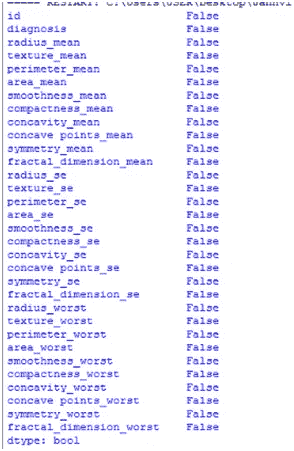 ===== RESTART: C:\Users\USER\Desktop\
id False
diagnosis False
radius_mean False
texture_mean False
perimeter_mean False
area_mean False
smoothness_mean False
compactness_mean False
concavity_mean False
concave points_mean False
symmetry_mean False
fractal_dimension_mean False
radius_se False
texture_se False
perimeter_se False
area_se False
smoothness_se False
compactness_se False
concavity_se False
concave points_se False
symmetry_se False
fractal_dimension_se False
radius_worst False
texture_worst False
perimeter_worst False
area_worst False
smoothness_worst False
compactness_worst False
concavity_worst False
concave points_worst False
symmetry_worst False
fractal_dimension_worst False
dtype: bool